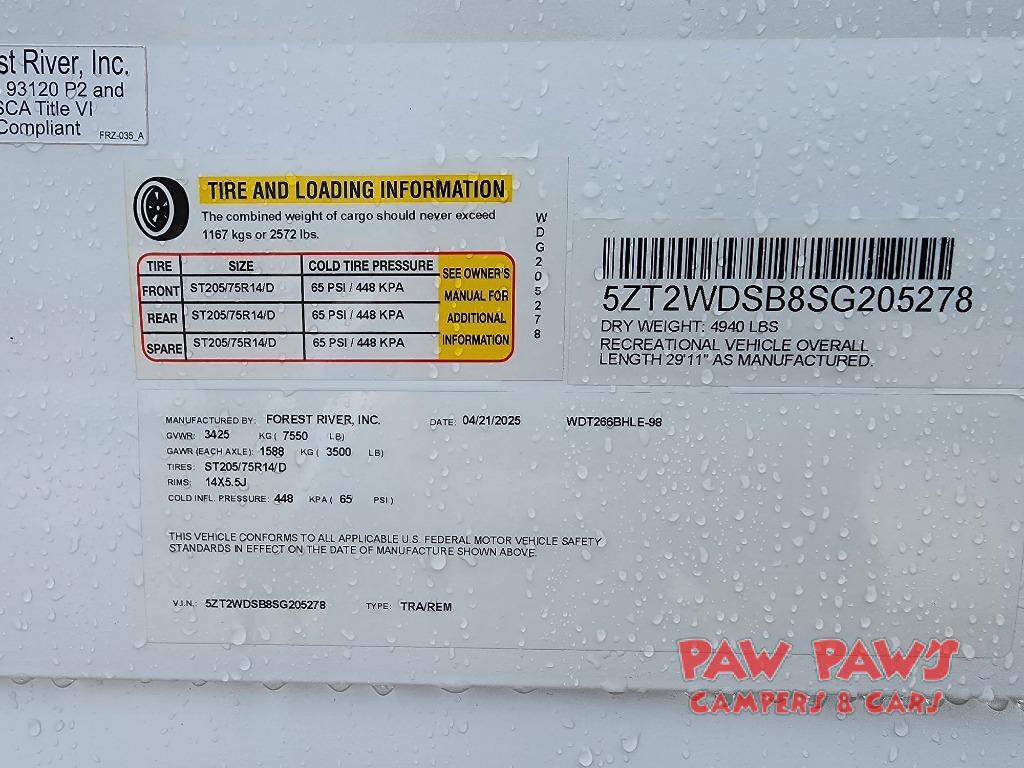 st River, Inc.
93120 P2 and
SCA Title VI
Compliant FRZ-035_A
TIRE AND LOADING INFORMATION
The combined weight of cargo should never exceed
1167 kgs or 2572 lbs.
TIRE SIZE COLD TIRE PRESSURE
FRONT ST205/75R14/D 65 PSI / 448 KPA
REAR ST205/75R14/D 65 PSI / 448 KPA
SPARE ST205/75R14/D 65 PSI / 448 KPA
SEE OWNER'S
MANUAL FOR
ADDITIONAL
INFORMATION
WDG205278
5ZT2WDSB8SG205278
DRY WEIGHT: 4940 LBS
RECREATIONAL VEHICLE OVERALL
LENGTH 29'11" AS MANUFACTURED.
MANUFACTURED BY: FOREST RIVER, INC. DATE: 04/21/2025 WDT266BHLE-98
GVWR: 3425 KG ( 7550 LB)
GAWR (EACH AXLE): 1588 KG ( 3500 LB)
TIRES: ST205/75R14/D
RIMS: 14X5.5J
COLD INFL. PRESSURE: 448 KPA ( 65 PSI )
THIS VEHICLE CONFORMS TO ALL APPLICABLE U.S. FEDERAL MOTOR VEHICLE SAFETY
STANDARDS IN EFFECT ON THE DATE OF MANUFACTURE SHOWN ABOVE.
V.I.N.: 5ZT2WDSB8SG205278 TYPE: TRA/REM
PAW PAW'S
CAMPERS & CARS